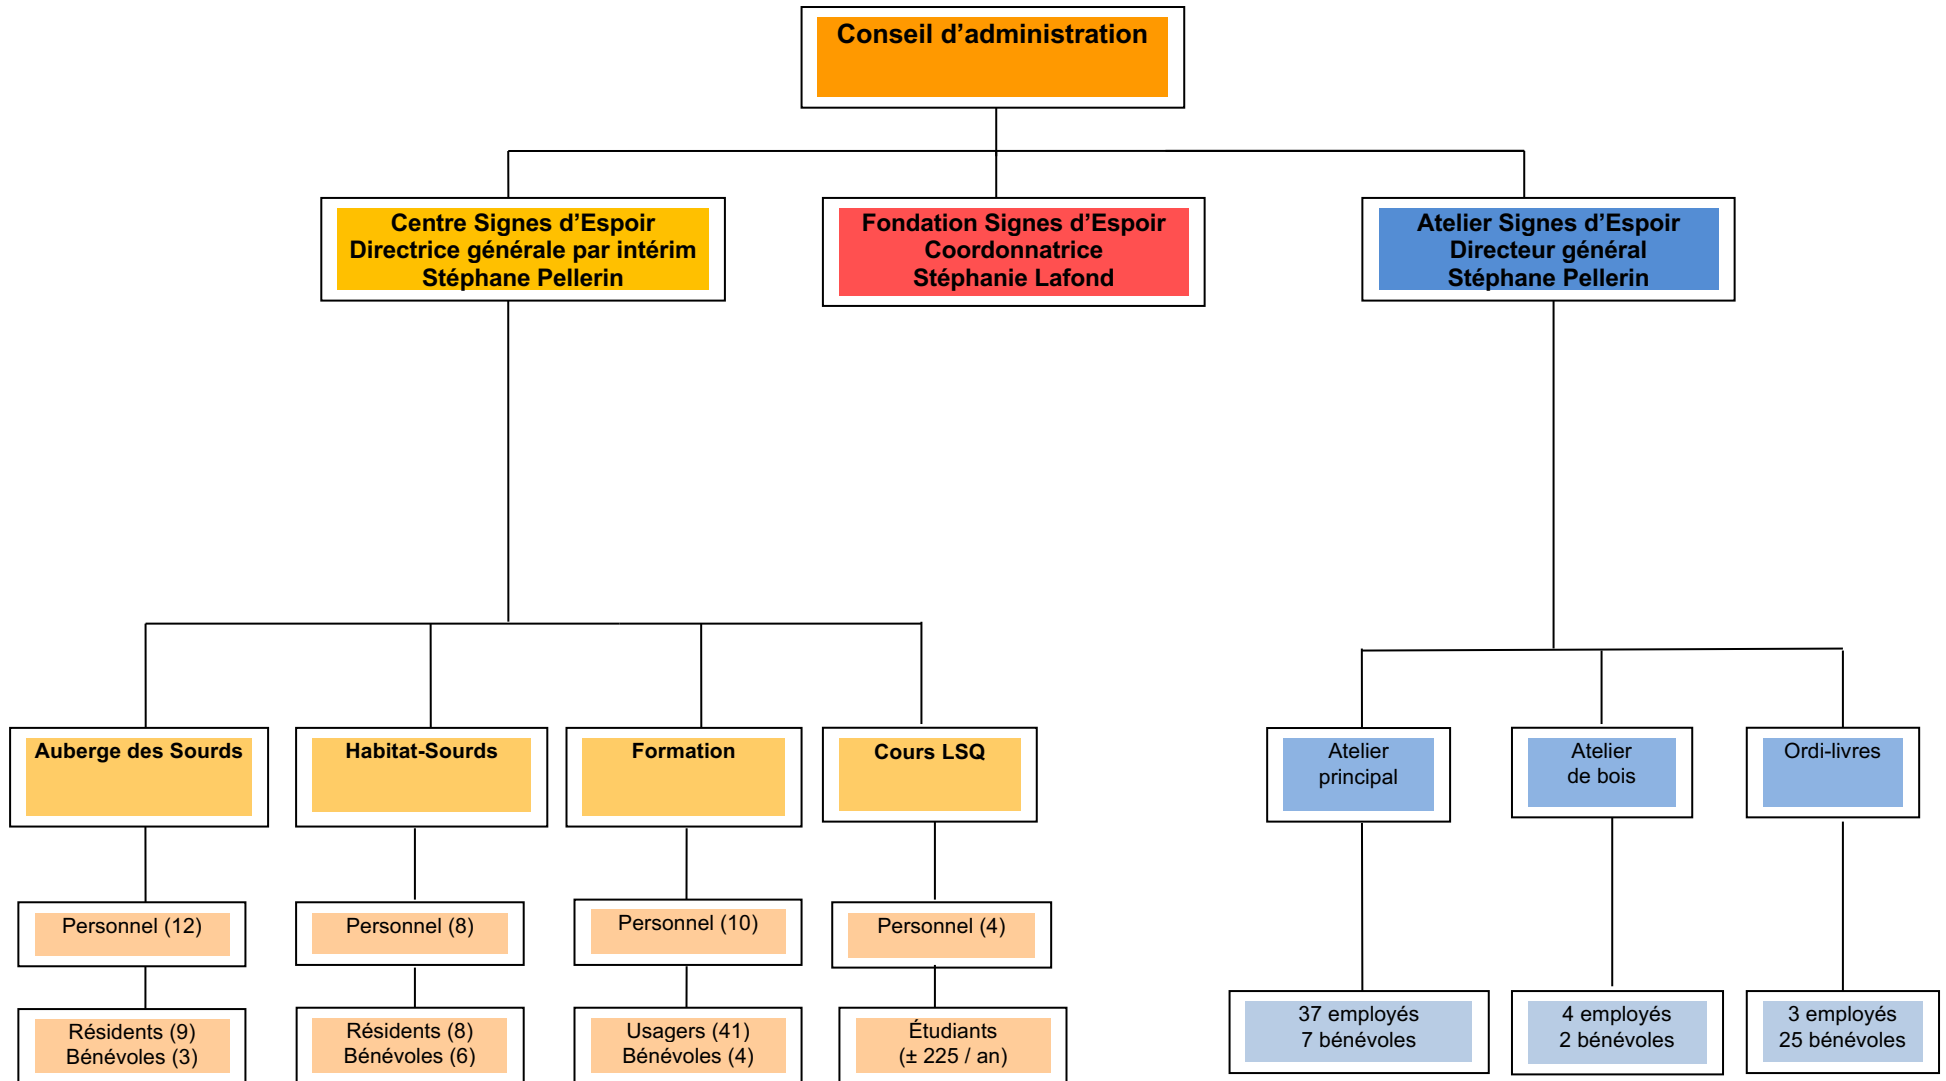 Conseil d’administration
Centre Signes d’Espoir
Directrice générale par intérim
Stéphane Pellerin
Fondation Signes d’Espoir
Coordonnatrice
Stéphanie Lafond
Atelier Signes d’Espoir
Directeur général
Stéphane Pellerin
Auberge des Sourds
Habitat-Sourds
Formation
Cours LSQ
Atelier
principal
Atelier
de bois
Ordi-livres
Personnel (12)
Personnel (8)
Personnel (10)
Personnel (4)
Résidents (9)
Bénévoles (3)
Résidents (8)
Bénévoles (6)
Usagers (41)
Bénévoles (4)
Étudiants
(± 225 / an)
37 employés
7 bénévoles
4 employés
2 bénévoles
3 employés
25 bénévoles